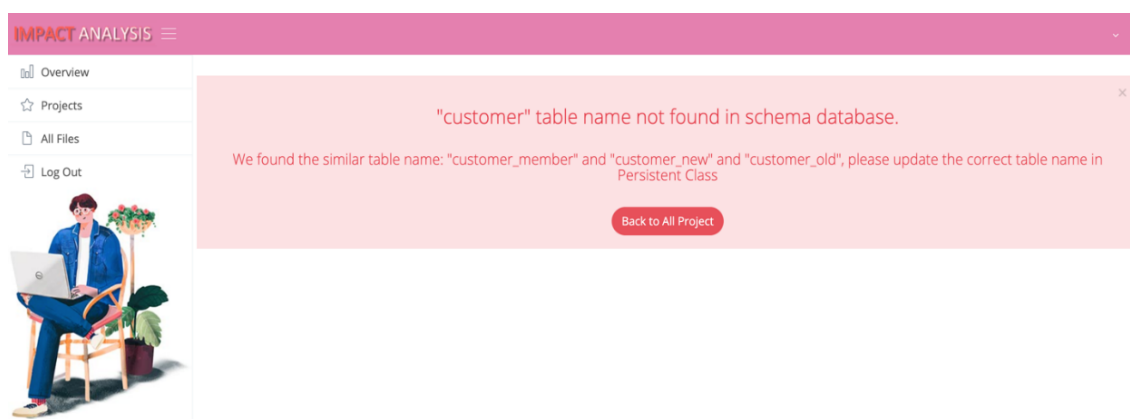 IMPACT ANALYSIS
Overview
Projects
All Files
Log Out
"customer" table name not found in schema database.
We found the similar table name: "customer_member" and "customer_new" and "customer_old", please update the correct table name in
Persistent Class
Back to All Project